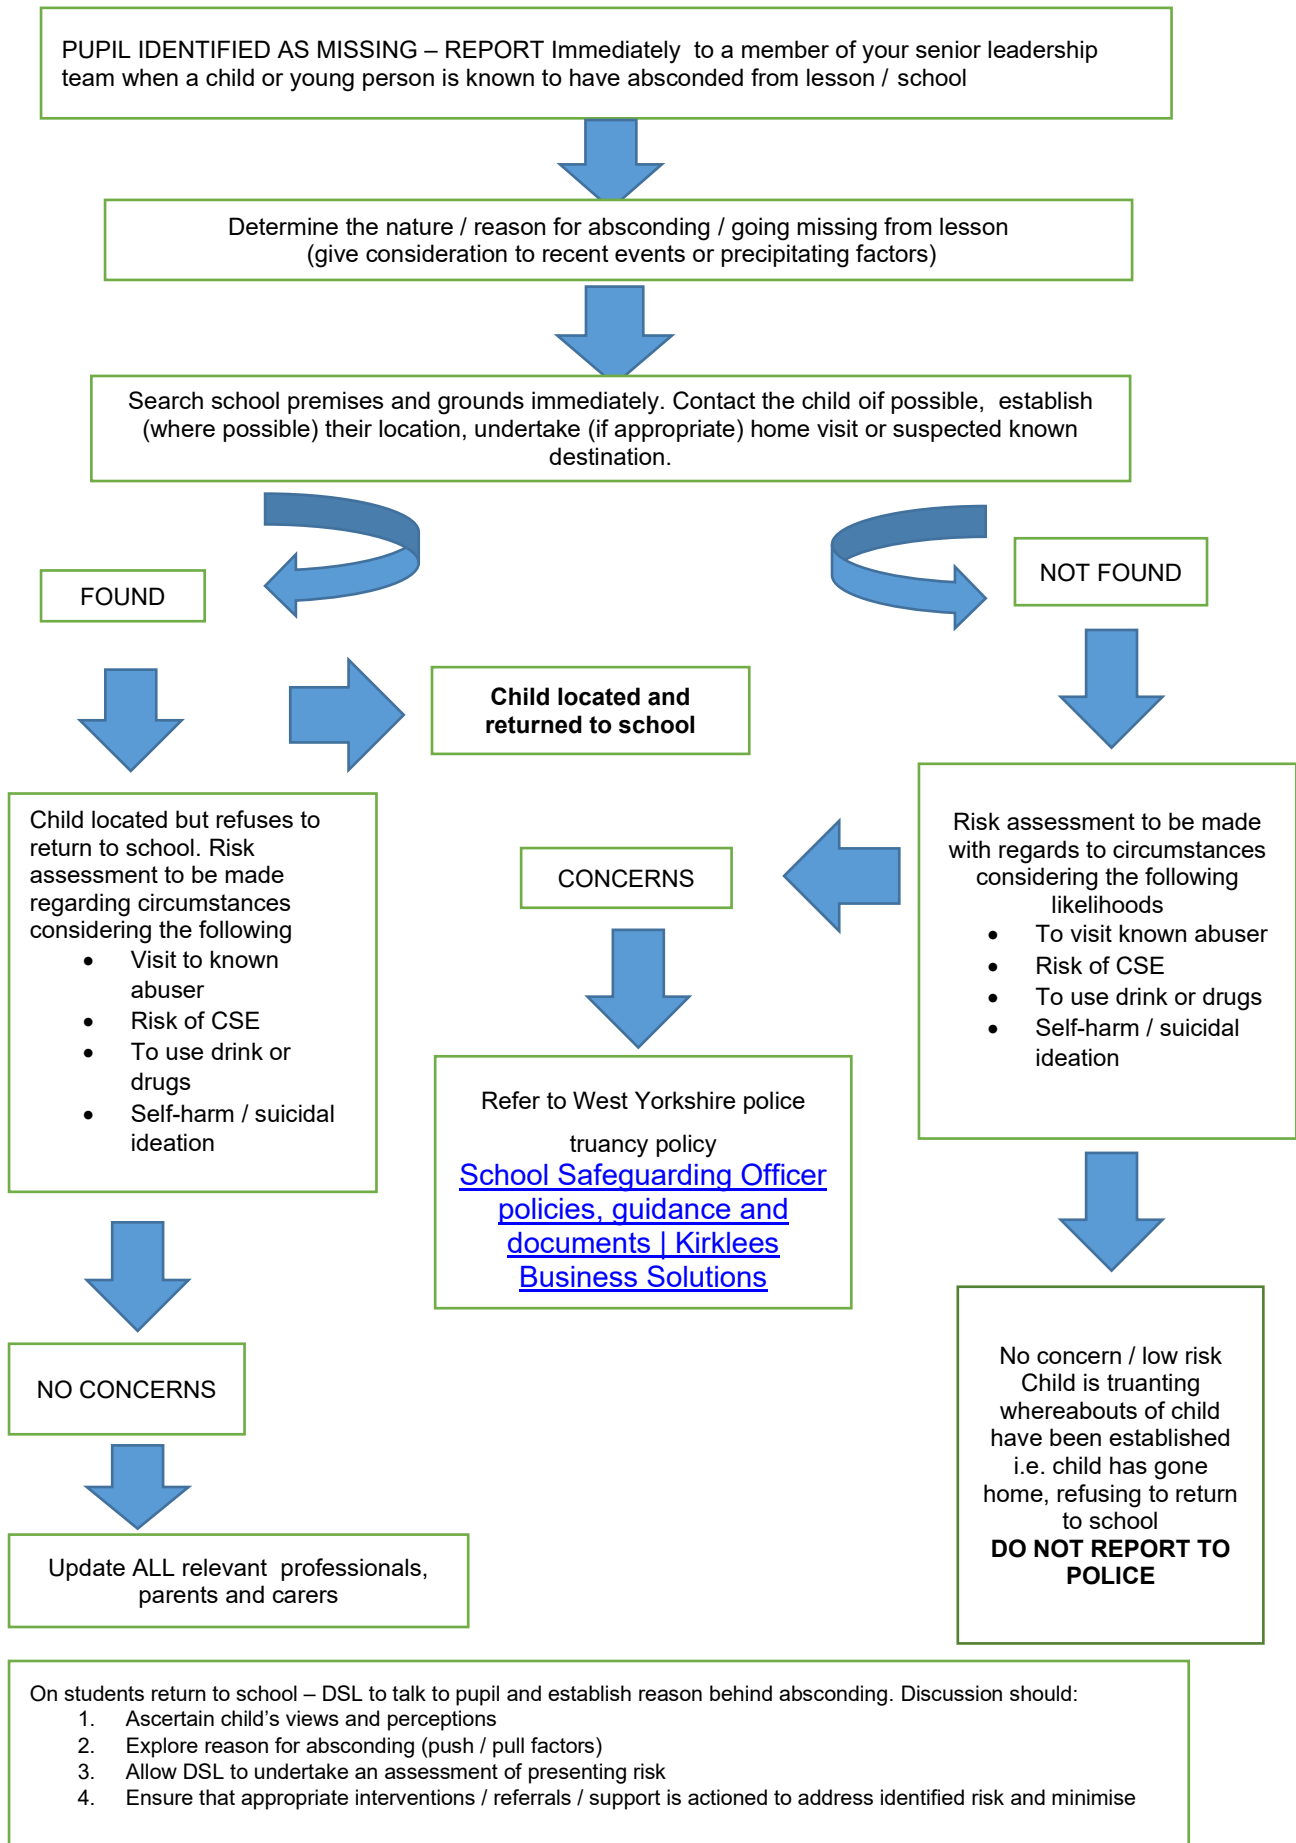 PUPIL IDENTIFIED AS MISSING – REPORT Immediately  to a member of your senior leadership
team when a child or young person is known to have absconded from lesson / school
Determine the nature / reason for absconding / going missing from lesson
(give consideration to recent events or precipitating factors)
Search school premises and grounds immediately. Contact the child oif possible,  establish
(where possible) their location, undertake (if appropriate) home visit or suspected known
destination.
FOUND
NOT FOUND
Child located and
returned to school
Child located but refuses to
return to school. Risk
assessment to be made
regarding circumstances
considering the following
• Visit to known
abuser
• Risk of CSE
• To use drink or
drugs
• Self-harm / suicidal
ideation
CONCERNS
Risk assessment to be made
with regards to circumstances
considering the following
likelihoods
• To visit known abuser
• Risk of CSE
• To use drink or drugs
• Self-harm / suicidal
ideation
Refer to West Yorkshire police
truancy policy
School Safeguarding Officer
policies, guidance and
documents | Kirklees
Business Solutions
NO CONCERNS
No concern / low risk
Child is truanting
whereabouts of child
have been established
i.e. child has gone
home, refusing to return
to school
DO NOT REPORT TO
POLICE
Update ALL relevant  professionals,
parents and carers
On students return to school – DSL to talk to pupil and establish reason behind absconding. Discussion should:
1. Ascertain child’s views and perceptions
2. Explore reason for absconding (push / pull factors)
3. Allow DSL to undertake an assessment of presenting risk
4. Ensure that appropriate interventions / referrals / support is actioned to address identified risk and minimise